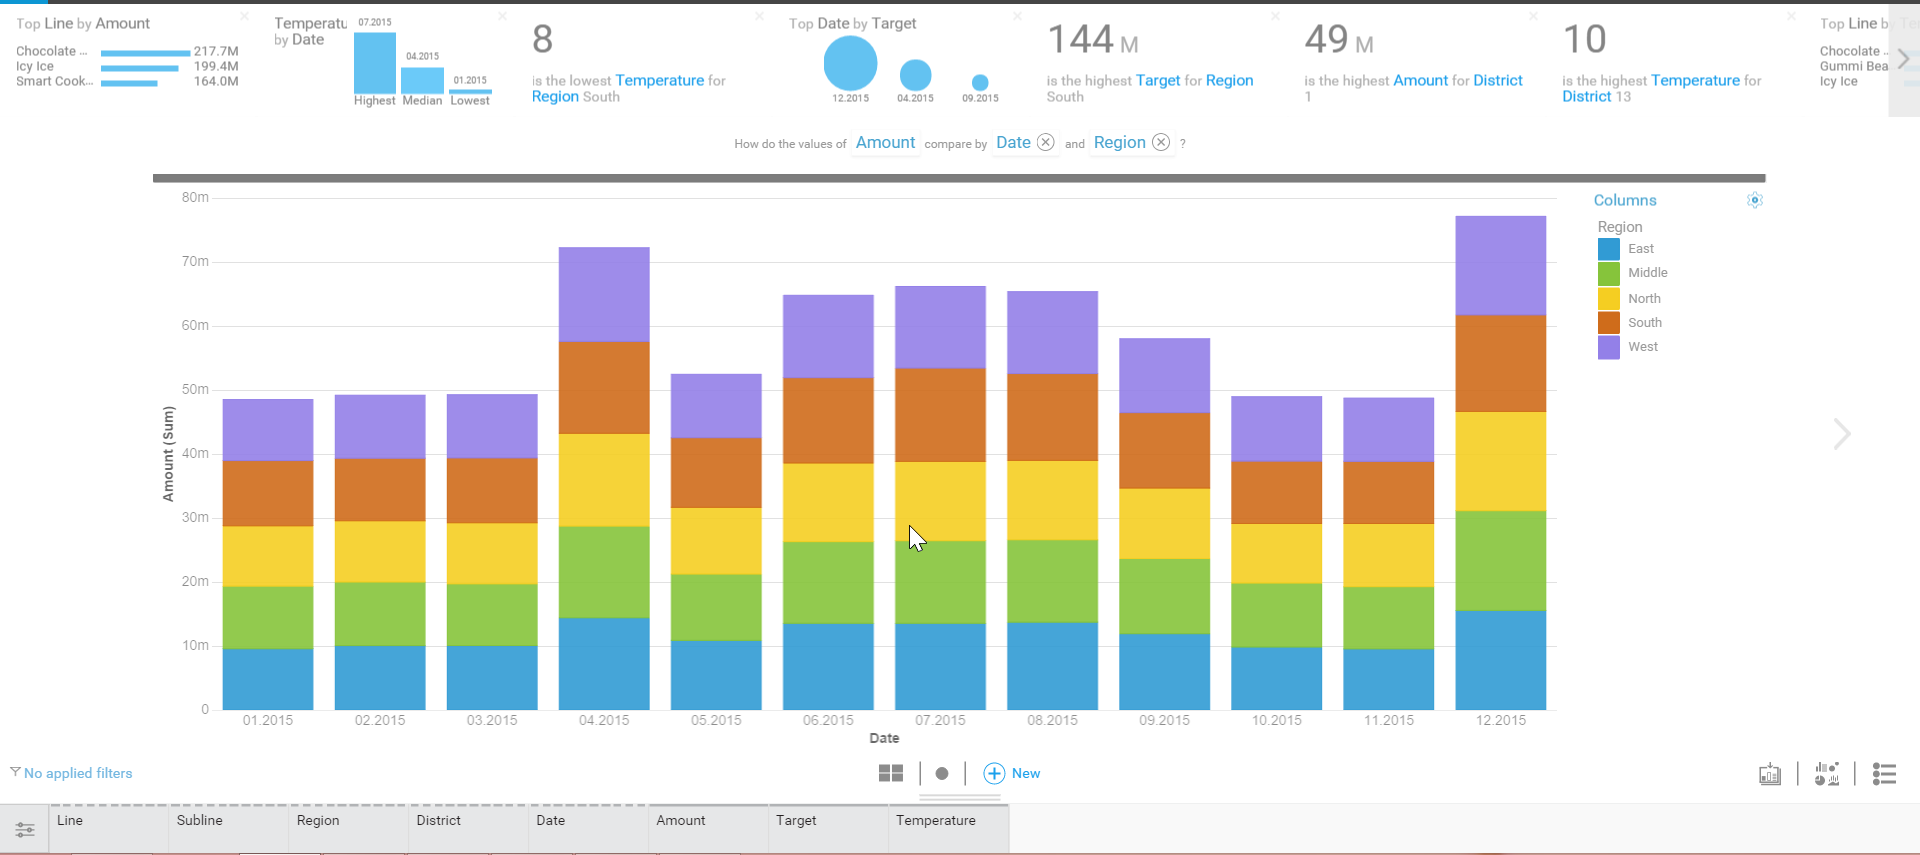 Top Line by Amount
Chocolate ... 217.7M
Icy Ice 199.4M
Smart Cook... 164.0M
Temperatu
by Date
07.2015
04.2015
01.2015
Highest Median Lowest
8
is the lowest Temperature for
Region South
Top Date by Target
12.2015 04.2015 09.2015
144 M
is the highest Target for Region
South
49 M
is the highest Amount for District
1
10
is the highest Temperature for
District 13
Top Line by Te
Chocolate ..
Gummi Bea
Icy Ice
How do the values of Amount compare by Date and Region ?
80m
70m
60m
50m
40m
30m
20m
10m
0
Amount (Sum)
01.2015 02.2015 03.2015 04.2015 05.2015 06.2015 07.2015 08.2015 09.2015 10.2015 11.2015 12.2015
Date
Columns
Region
East
Middle
North
South
West
No applied filters
New
Line Subline Region District Date Amount Target Temperature